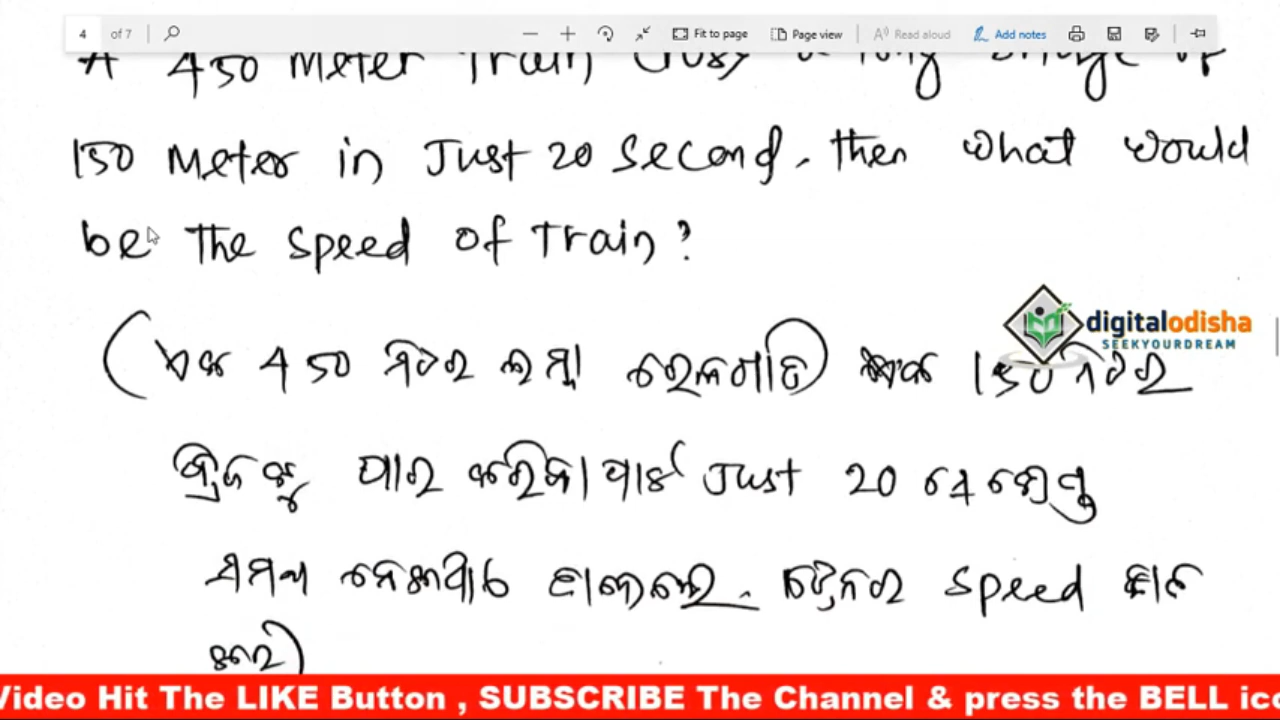 4 of 7 Fit to page Page view Read aloud Add notes
A 450 Meter Train Cross a long bridge of
150 Meter in Just 20 Second, then what would
be the speed of Train?
digitalodisha
SEEKYOURDREAM
(ଏକ 450 ମିଟର ଲମ୍ବା ରେଳଗାଡି ଏକ 150 ମିଟର
ବ୍ରିଜ କୁ ପାର କରିବା ପାଇଁ Just 20 ସେକେଣ୍ଡ
ସମୟ ନେଇଥାଏ ତାହେଲେ. ଟ୍ରେନର speed
Video Hit The LIKE Button , SUBSCRIBE The Channel & press the BELL ico